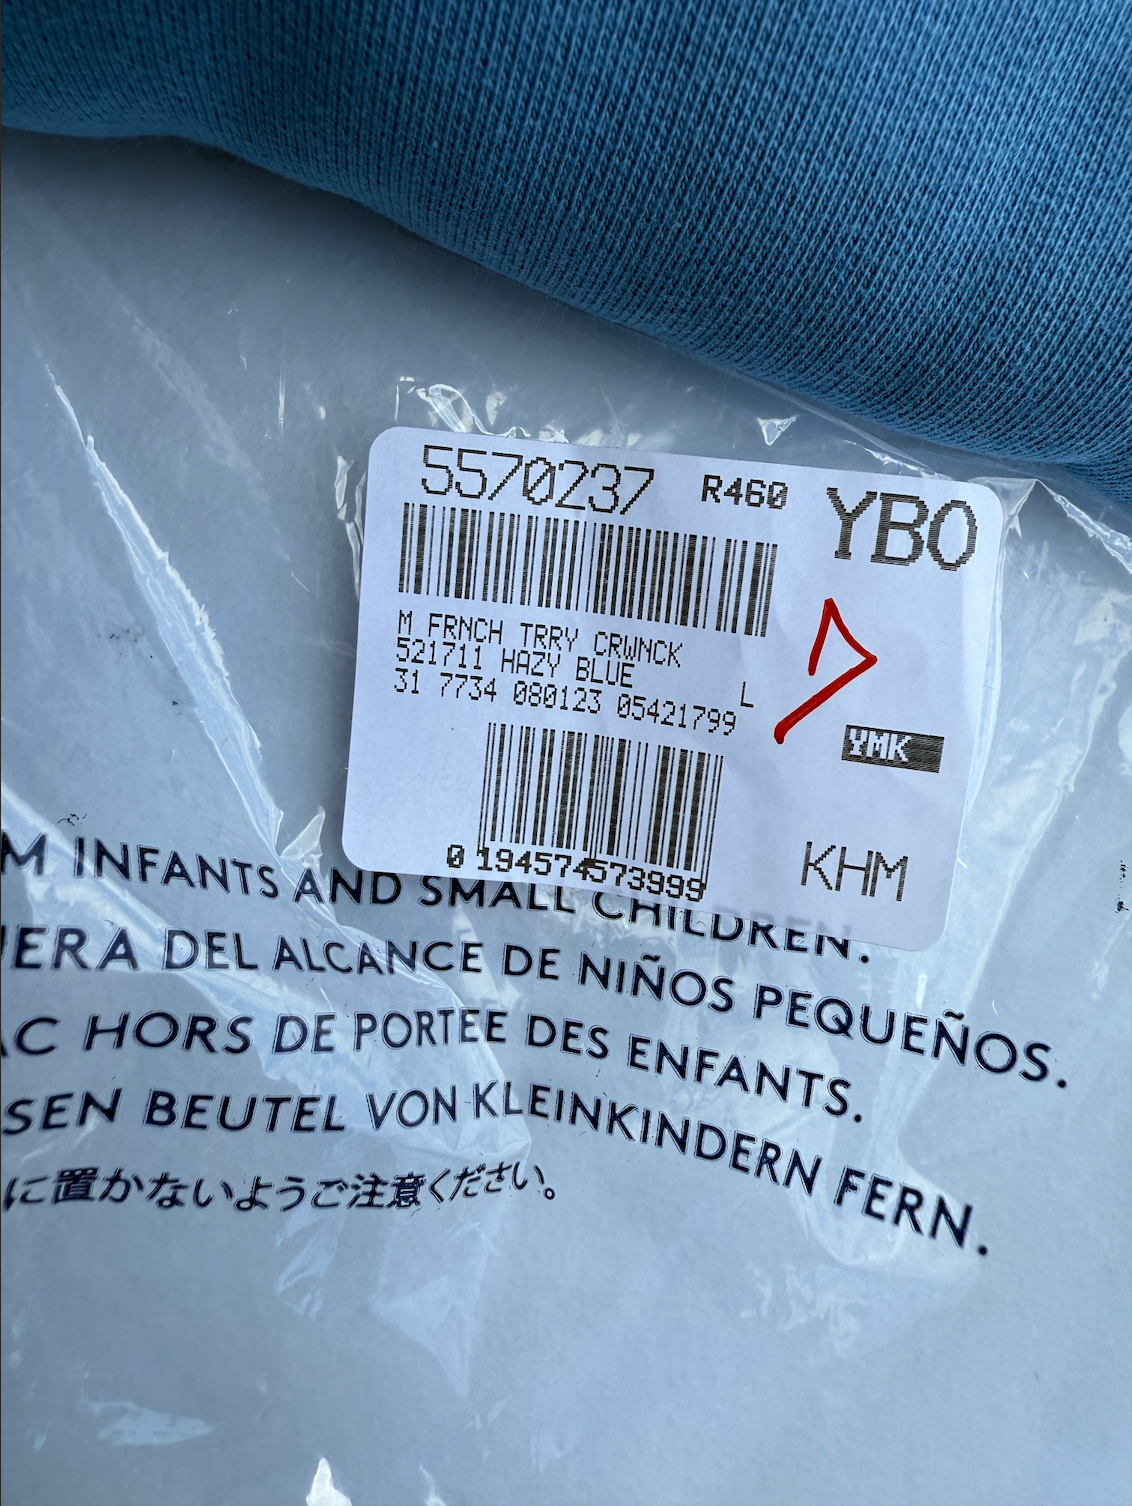 5570237 R460 YBO
M FRNCH TRRY CRWNCK
521711 HAZY BLUE L
31 7734 080123 05421799
YMK
0 194574573999
KHM
M INFANTS AND SMALL CHILDREN.
ERA DEL ALCANCE DE NIÑOS PEQUEÑOS.
C HORS DE PORTEE DES ENFANTS.
SEN BEUTEL VON KLEINKINDERN FERN.
に置かないようご注意ください。